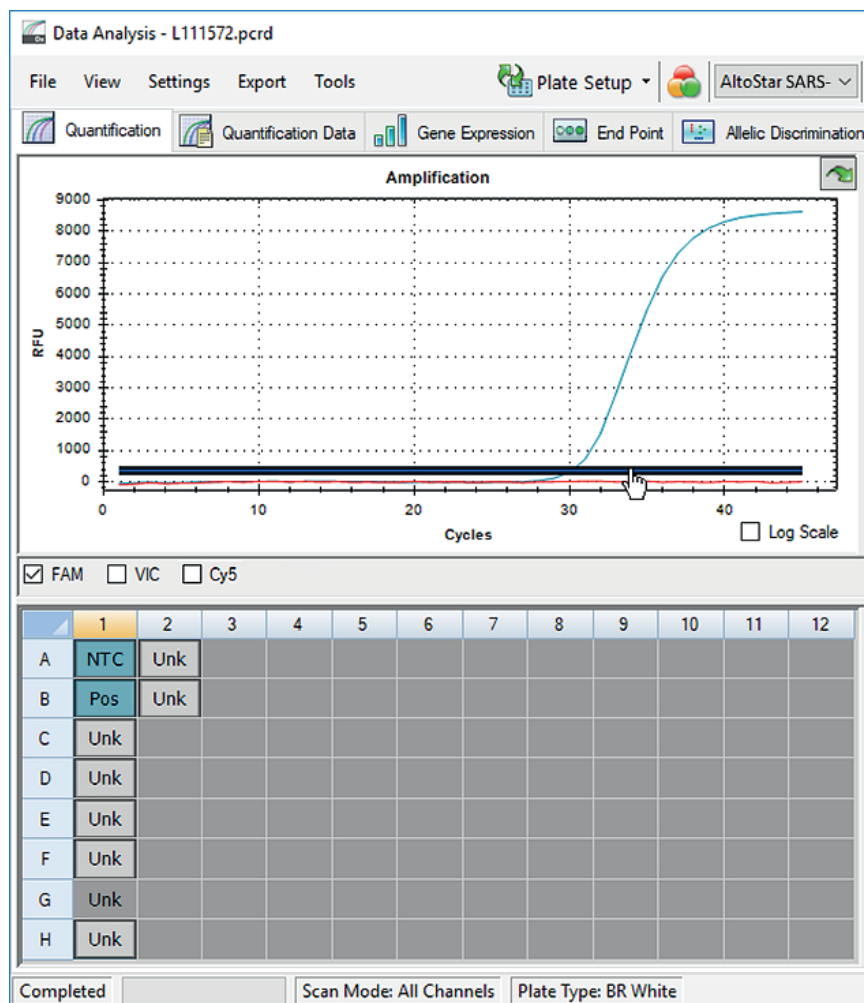 Data Analysis - L111572.pcrd
File View Settings Export Tools Plate Setup AltoStar SARS-
Quantification Quantification Data Gene Expression End Point Allelic Discrimination
Amplification
9000
8000
7000
6000
5000
4000
3000
2000
1000
0
RFU
0 10 20 30 40
Cycles
Log Scale
FAM VIC Cy5
1 2 3 4 5 6 7 8 9 10 11 12
A NTC Unk
B Pos Unk
C Unk
D Unk
E Unk
F Unk
G Unk
H Unk
Completed Scan Mode: All Channels Plate Type: BR White